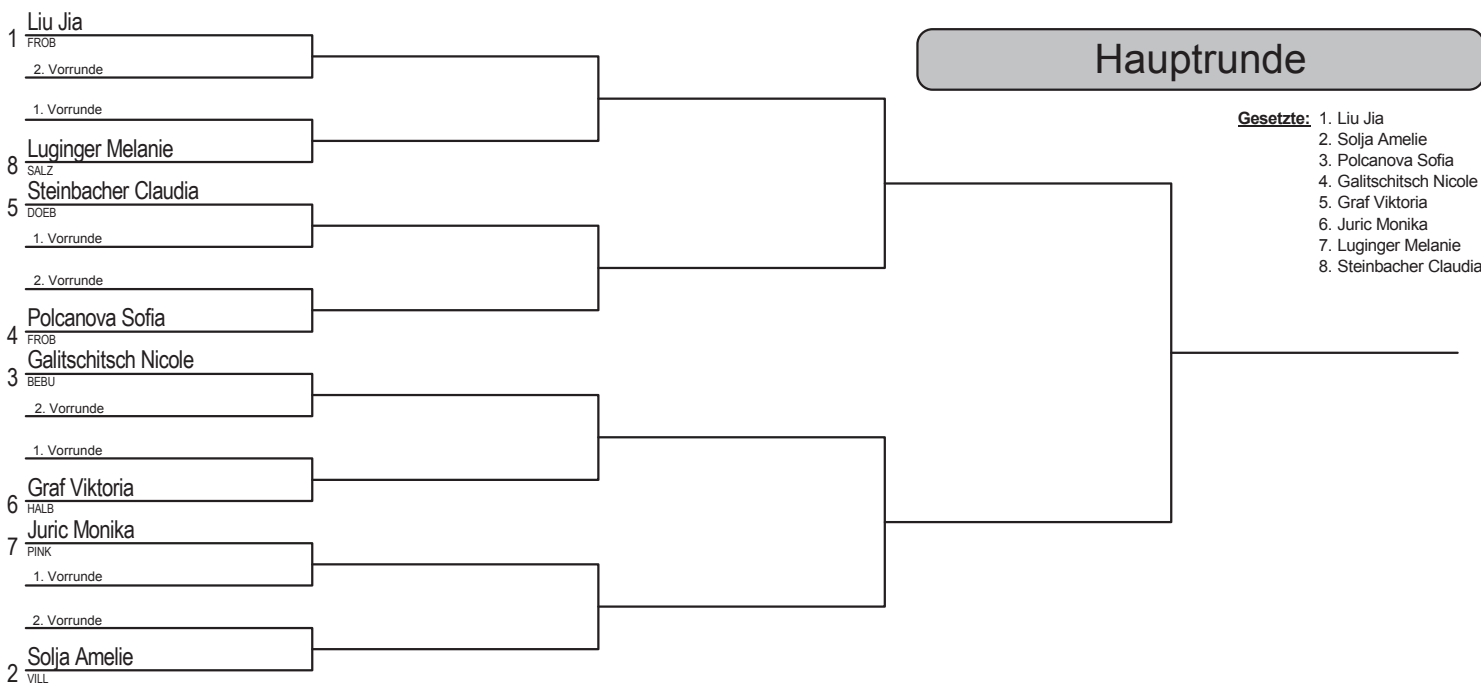 Liu Jia
1
FROB
2. Vorrunde
1. Vorrunde
Luginger Melanie
8
SALZ
Steinbacher Claudia
5
DOEB
1. Vorrunde
2. Vorrunde
Polcanova Sofia
4
FROB
Galitschitsch Nicole
3
BEBU
2. Vorrunde
1. Vorrunde
Graf Viktoria
6
HALB
Juric Monika
7
PINK
1. Vorrunde
2. Vorrunde
Solja Amelie
2
VILL
Hauptrunde
Gesetzte: 1. Liu Jia
2. Solja Amelie
3. Polcanova Sofia
4. Galitschitsch Nicole
5. Graf Viktoria
6. Juric Monika
7. Luginger Melanie
8. Steinbacher Claudia